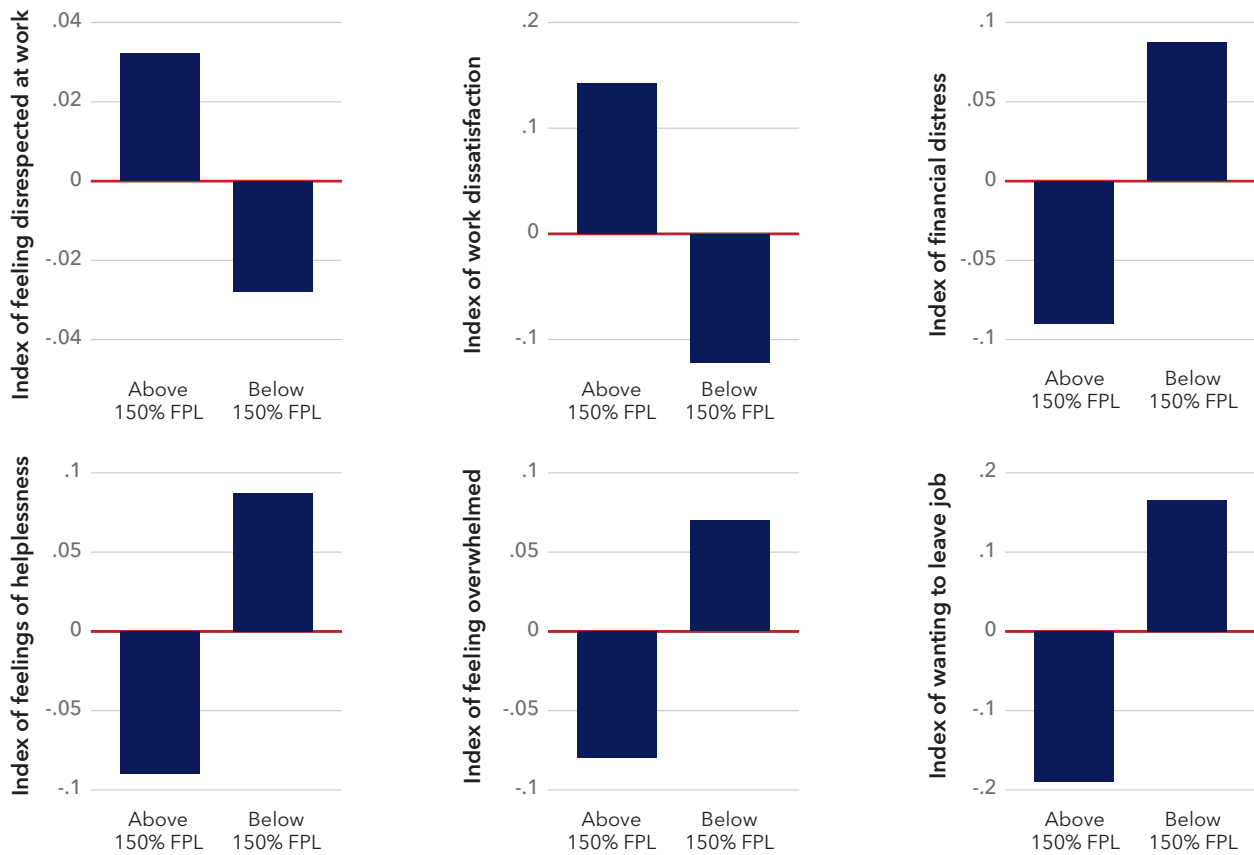 Index of feeling disrespected at work
.04
.02
0
-.02
-.04
Above
150% FPL
Below
150% FPL
Index of work dissatisfaction
.2
.1
0
-.1
Above
150% FPL
Below
150% FPL
Index of financial distress
.1
.05
0
-.05
-.1
Above
150% FPL
Below
150% FPL
Index of feelings of helplessness
.1
.05
0
-.05
-.1
Above
150% FPL
Below
150% FPL
Index of feeling overwhelmed
.1
.05
0
-.05
-.1
Above
150% FPL
Below
150% FPL
Index of wanting to leave job
.2
.1
0
-.1
-.2
Above
150% FPL
Below
150% FPL